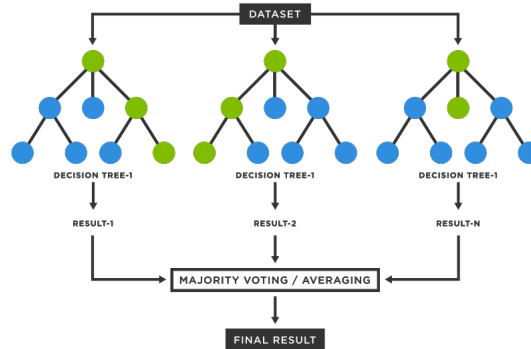 DATASET
DECISION TREE-1
DECISION TREE-1
DECISION TREE-1
RESULT-1
RESULT-2
RESULT-N
MAJORITY VOTING / AVERAGING
FINAL RESULT